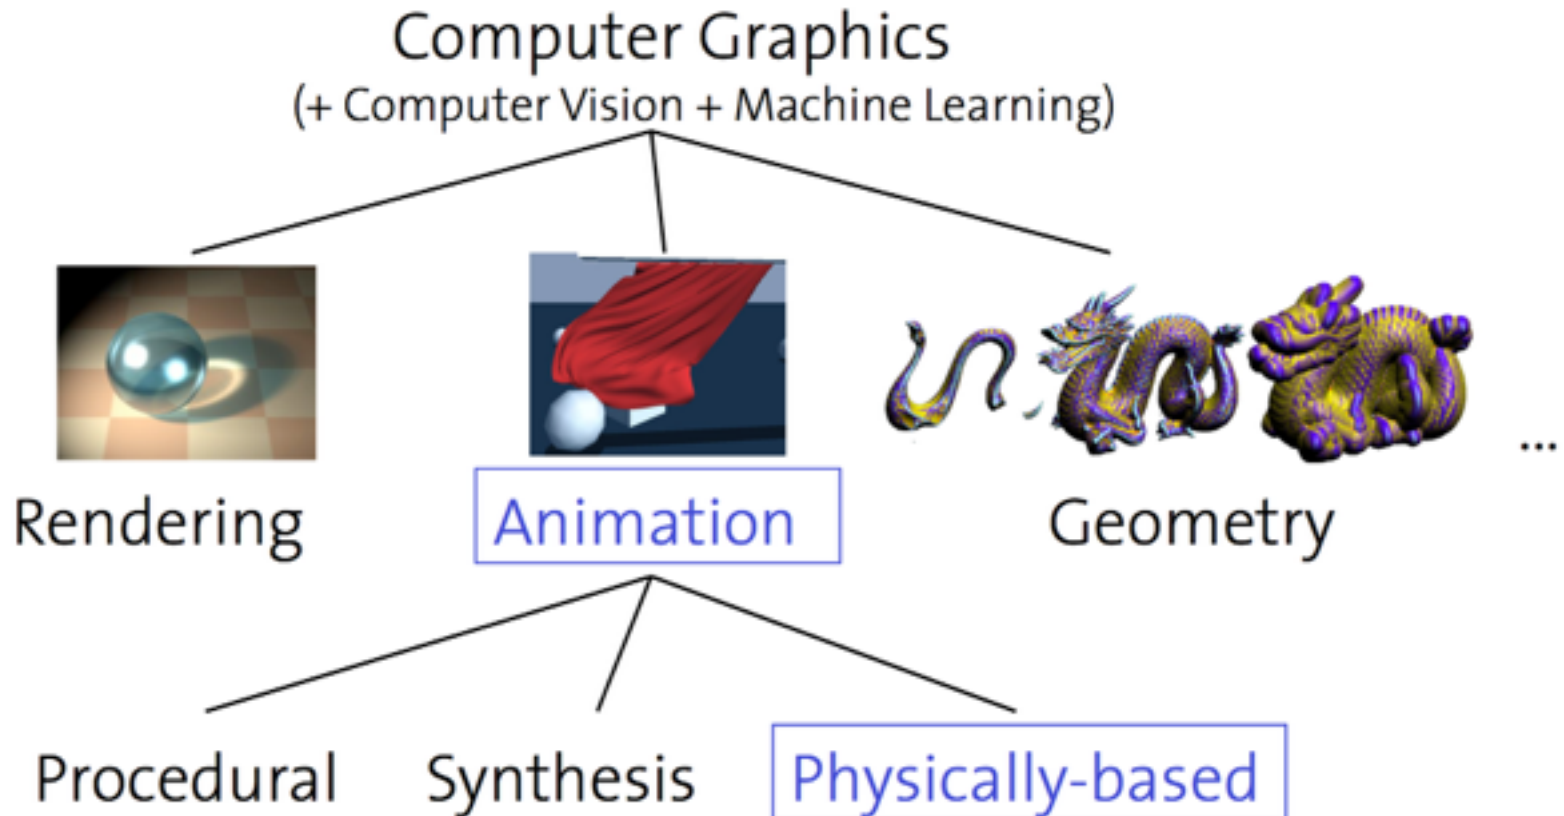 Computer Graphics
(+ Computer Vision + Machine Learning)
...
Rendering
Animation
Geometry
Procedural
Synthesis
Physically-based